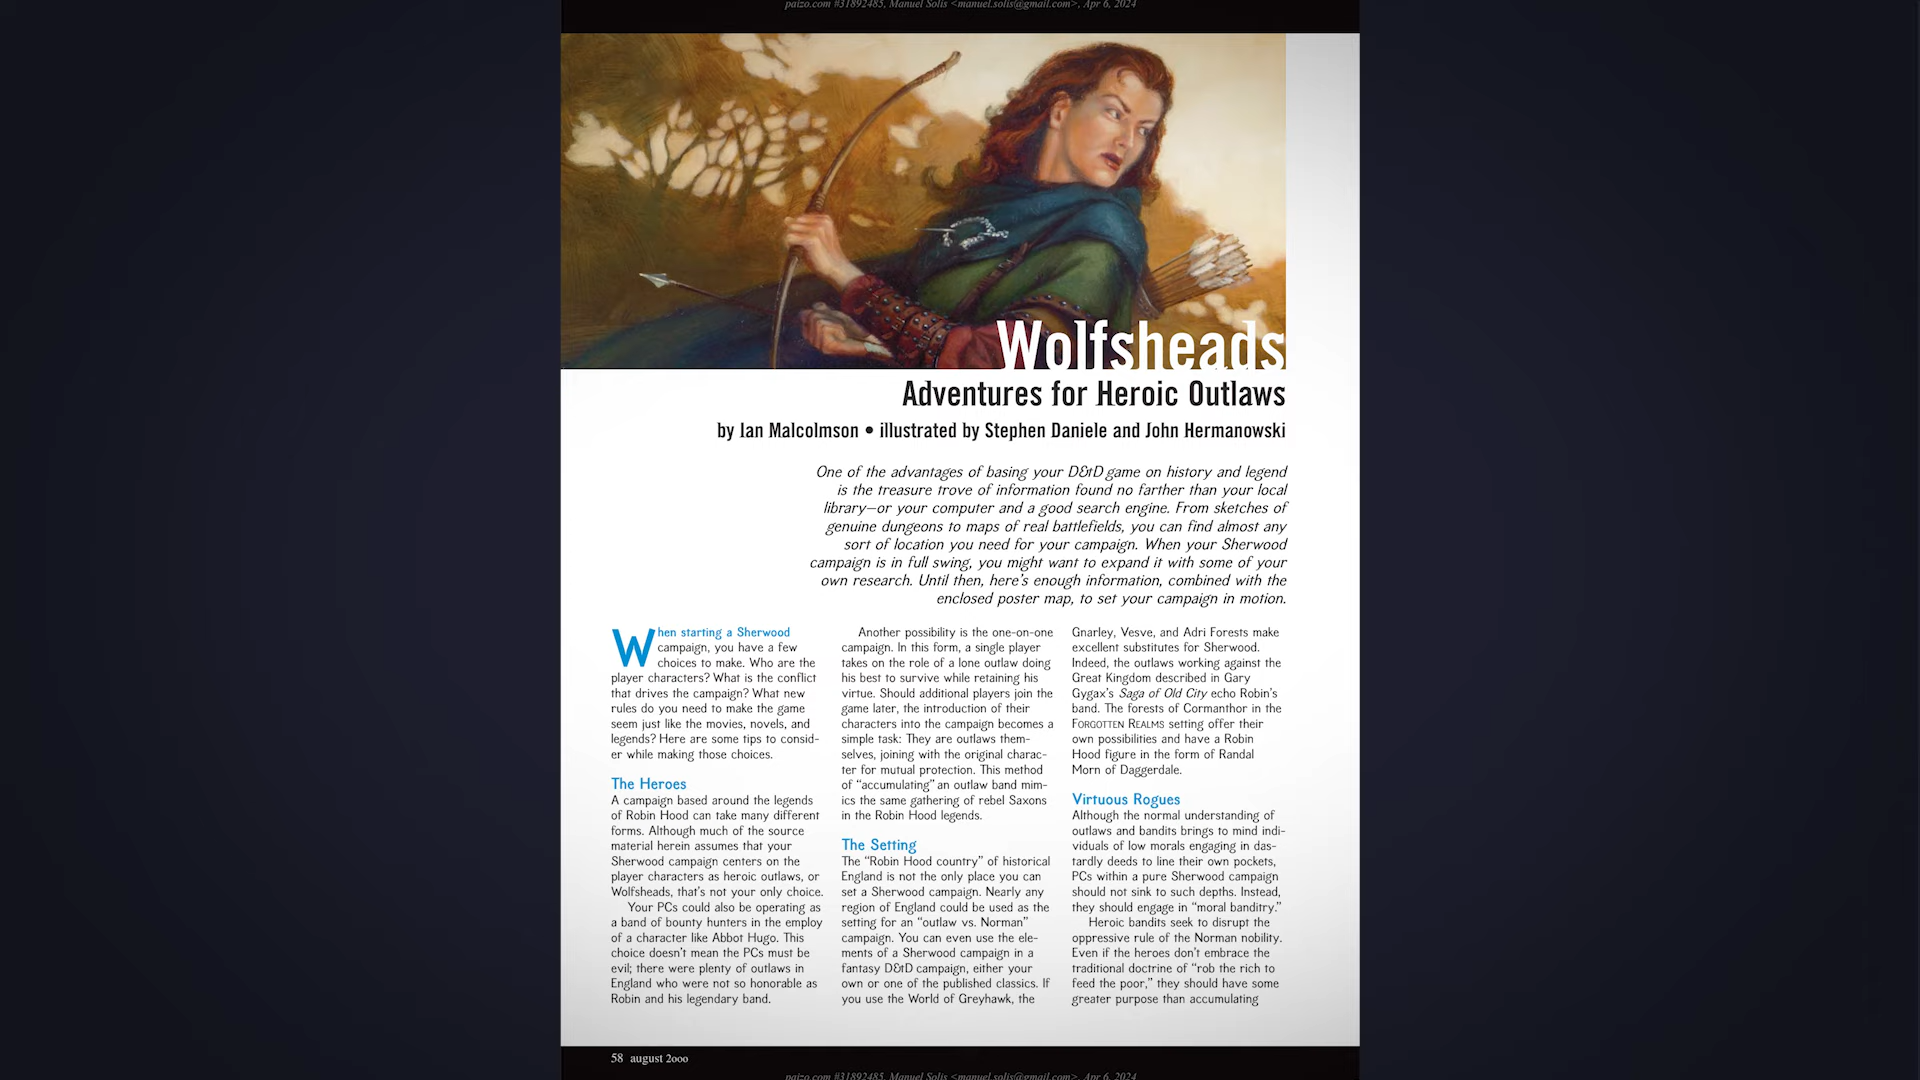 paizo.com #31892485, Manuel Solis <manuel.solis@gmail.com>, Apr 6, 2024
Wolfsheads
Adventures for Heroic Outlaws
by Ian Malcolmson • illustrated by Stephen Daniele and John Hermanowski
One of the advantages of basing your D&D game on history and legend
is the treasure trove of information found no farther than your local
library—or your computer and a good search engine. From sketches of
genuine dungeons to maps of real battlefields, you can find almost any
sort of location you need for your campaign. When your Sherwood
campaign is in full swing, you might want to expand it with some of your
own research. Until then, here's enough information, combined with the
enclosed poster map, to set your campaign in motion.
When starting a Sherwood
campaign, you have a few
choices to make. Who are the
player characters? What is the conflict
that drives the campaign? What new
rules do you need to make the game
seem just like the movies, novels, and
legends? Here are some tips to consid-
er while making those choices.
The Heroes
A campaign based around the legends
of Robin Hood can take many different
forms. Although much of the source
material herein assumes that your
Sherwood campaign centers on the
player characters as heroic outlaws, or
Wolfsheads, that's not your only choice.
Your PCs could also be operating as
a band of bounty hunters in the employ
of a character like Abbot Hugo. This
choice doesn't mean the PCs must be
evil; there were plenty of outlaws in
England who were not so honorable as
Robin and his legendary band.
Another possibility is the one-on-one
campaign. In this form, a single player
takes on the role of a lone outlaw doing
his best to survive while retaining his
virtue. Should additional players join the
game later, the introduction of their
characters into the campaign becomes a
simple task: They are outlaws them-
selves, joining with the original charac-
ter for mutual protection. This method
of "accumulating" an outlaw band mim-
ics the same gathering of rebel Saxons
in the Robin Hood legends.
The Setting
The "Robin Hood country" of historical
England is not the only place you can
set a Sherwood campaign. Nearly any
region of England could be used as the
setting for an "outlaw vs. Norman"
campaign. You can even use the ele-
ments of a Sherwood campaign in a
fantasy D&D campaign, either your
own or one of the published classics. If
you use the World of Greyhawk, the
Gnarley, Vesve, and Adri Forests make
excellent substitutes for Sherwood.
Indeed, the outlaws working against the
Great Kingdom described in Gary
Gygax's Saga of Old City echo Robin's
band. The forests of Cormanthor in the
FORGOTTEN REALMS setting offer their
own possibilities and have a Robin
Hood figure in the form of Randal
Morn of Daggerdale.
Virtuous Rogues
Although the normal understanding of
outlaws and bandits brings to mind indi-
viduals of low morals engaging in das-
tardly deeds to line their own pockets,
PCs within a pure Sherwood campaign
should not sink to such depths. Instead,
they should engage in "moral banditry."
Heroic bandits seek to disrupt the
oppressive rule of the Norman nobility.
Even if the heroes don't embrace the
traditional doctrine of "rob the rich to
feed the poor," they should have some
greater purpose than accumulating
58 august 2000
paizo.com #31892485, Manuel Solis <manuel.solis@gmail.com>, Apr 6, 2024